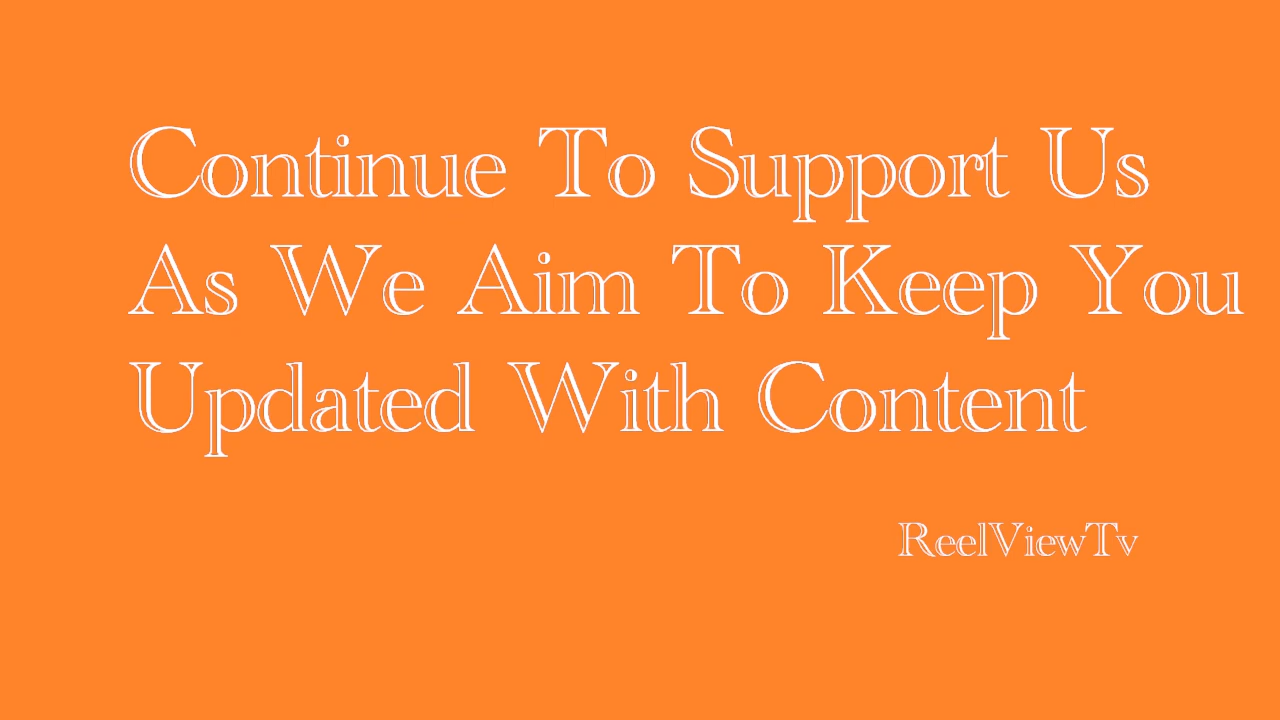 Continue To Support Us
As We Aim To Keep You
Updated With Content
ReelViewTv